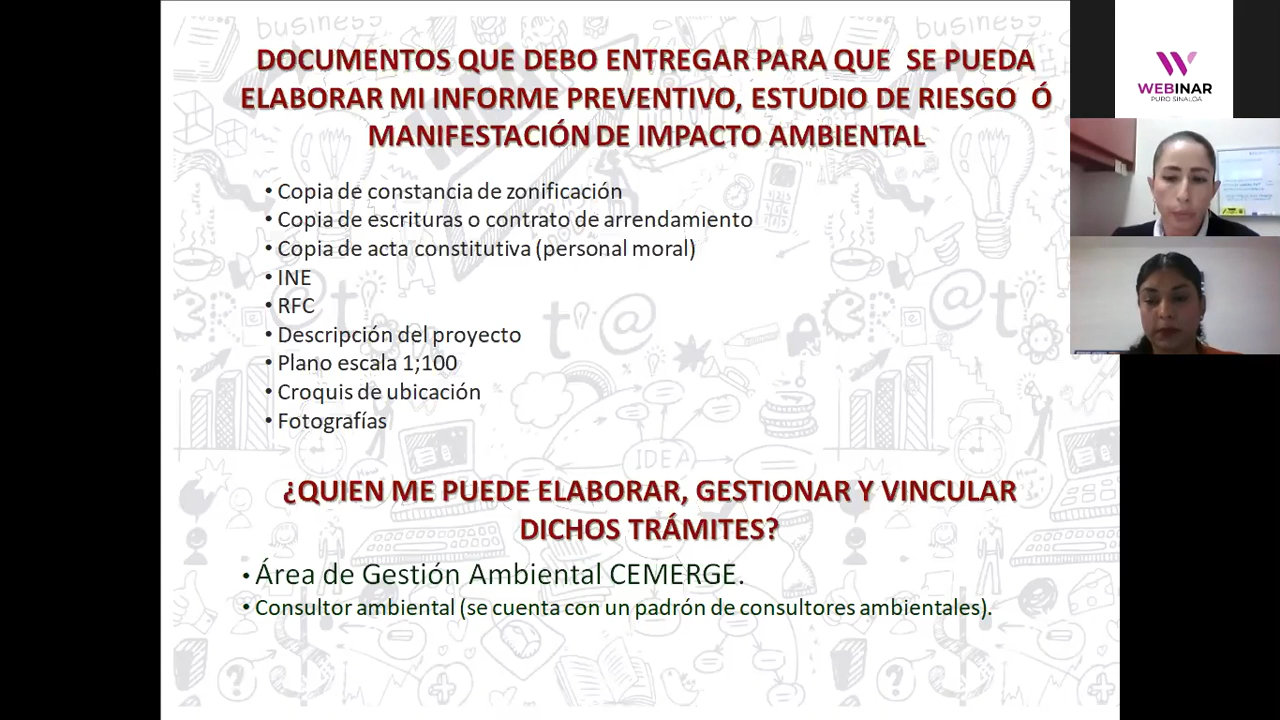 DOCUMENTOS QUE DEBO ENTREGAR PARA QUE SE PUEDA
ELABORAR MI INFORME PREVENTIVO, ESTUDIO DE RIESGO Ó
MANIFESTACIÓN DE IMPACTO AMBIENTAL
• Copia de constancia de zonificación
• Copia de escrituras o contrato de arrendamiento
• Copia de acta constitutiva (personal moral)
• INE
• RFC
• Descripción del proyecto
• Plano escala 1;100
• Croquis de ubicación
• Fotografías
IDEA
¿QUIEN ME PUEDE ELABORAR, GESTIONAR Y VINCULAR
DICHOS TRÁMITES?
• Área de Gestión Ambiental CEMERGE.
• Consultor ambiental (se cuenta con un padrón de consultores ambientales).
business
business
WEBINAR
PURO SINALOA